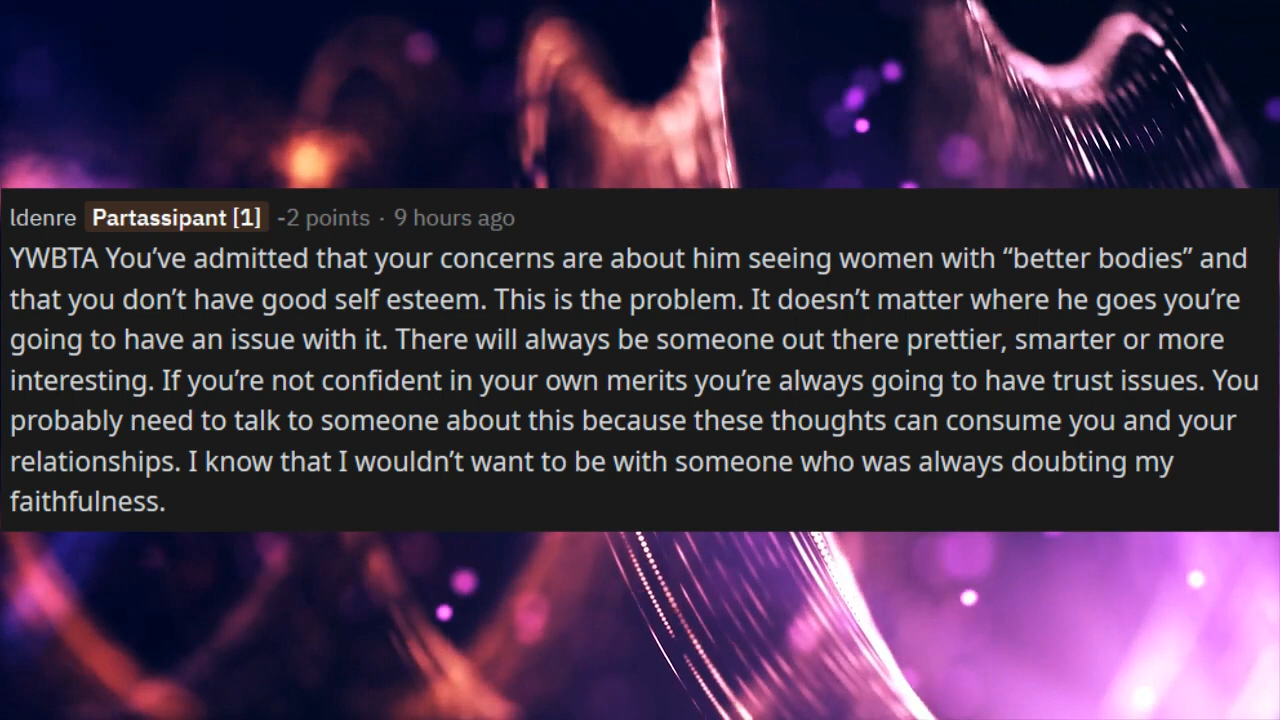 ldenre Partassipant [1] -2 points · 9 hours ago
YWBTA You’ve admitted that your concerns are about him seeing women with “better bodies” and
that you don’t have good self esteem. This is the problem. It doesn’t matter where he goes you’re
going to have an issue with it. There will always be someone out there prettier, smarter or more
interesting. If you’re not confident in your own merits you’re always going to have trust issues. You
probably need to talk to someone about this because these thoughts can consume you and your
relationships. I know that I wouldn’t want to be with someone who was always doubting my
faithfulness.